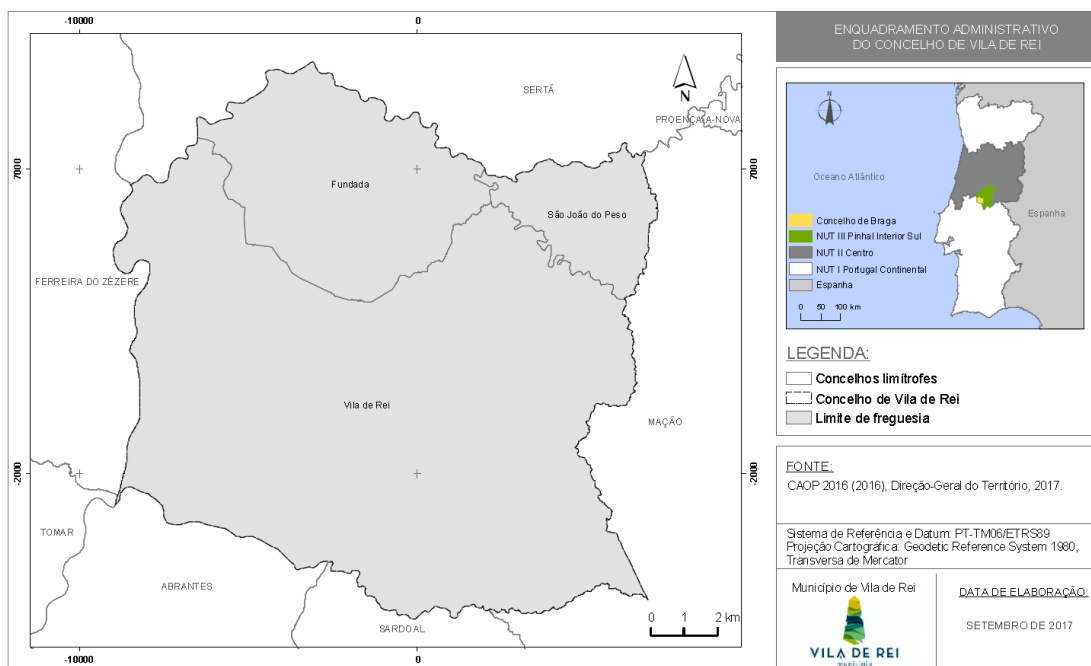 -10000
0
7000
-2000
SERTÃ
PROENÇA-A-NOVA
N
Fundada
São João do Peso
FERREIRA DO ZÊZERE
Vila de Rei
MAÇÃO
TOMAR
ABRANTES
SARDOAL
0 1 2 km
7000
-2000
-10000
0
ENQUADRAMENTO ADMINISTRATIVO
DO CONCELHO DE VILA DE REI
N
Oceano Atlântico
Espanha
Concelho de Braga
NUT III Pinhal Interior Sul
NUT II Centro
NUT I Portugal Continental
Espanha
0 50 100 km
LEGENDA:
Concelhos limítrofes
Concelho de Vila de Rei
Limite de freguesia
FONTE:
CAOP 2016 (2016), Direção-Geral do Território, 2017.
Sistema de Referência e Datum: PT-TM06/ETRS89
Projeção Cartográfica: Geodetic Reference System 1980,
Transversa de Mercator
Município de Vila de Rei
VILA DE REI
município
DATA DE ELABORAÇÃO:
SETEMBRO DE 2017